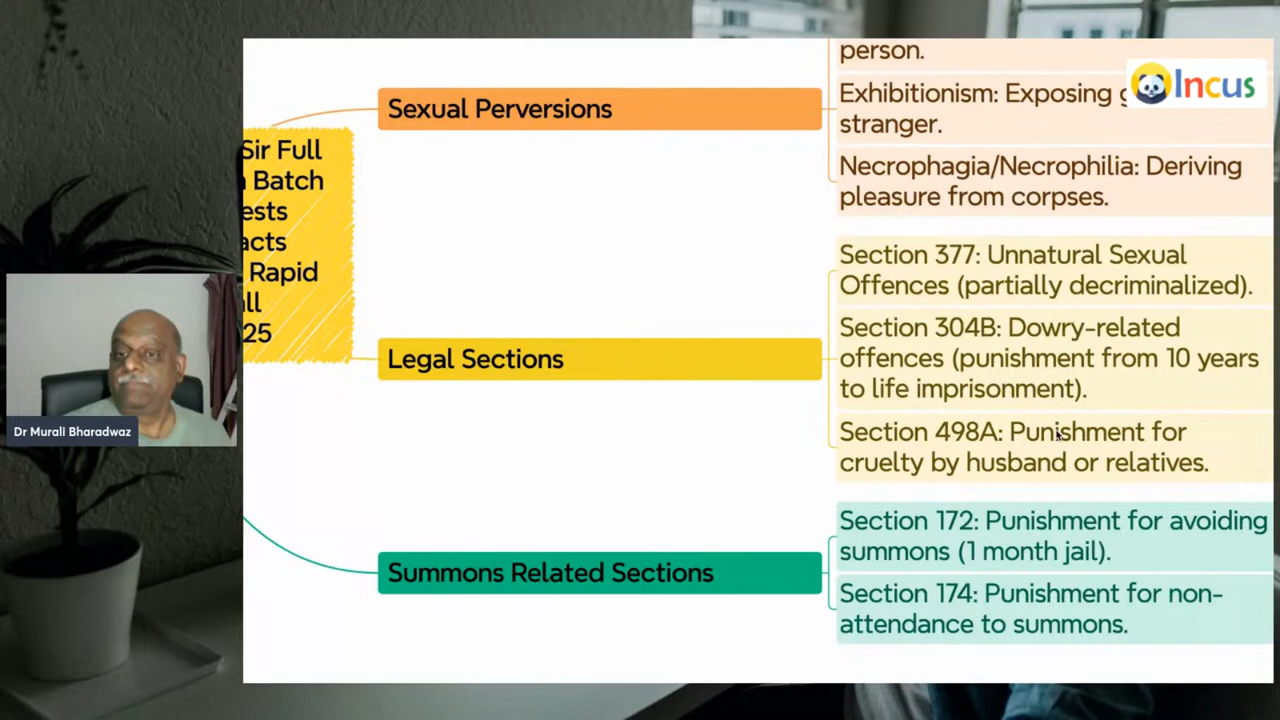 person.
Incus
Exhibitionism: Exposing
stranger.
Sexual Perversions
Necrophagia/Necrophilia: Deriving
pleasure from corpses.
Sir Full
Batch
ests
acts
Rapid
all
25
Section 377: Unnatural Sexual
Offences (partially decriminalized).
Section 304B: Dowry-related
offences (punishment from 10 years
to life imprisonment).
Legal Sections
Section 498A: Punishment for
cruelty by husband or relatives.
Dr Murali Bharadwaz
Section 172: Punishment for avoiding
summons (1 month jail).
Summons Related Sections
Section 174: Punishment for non-
attendance to summons.